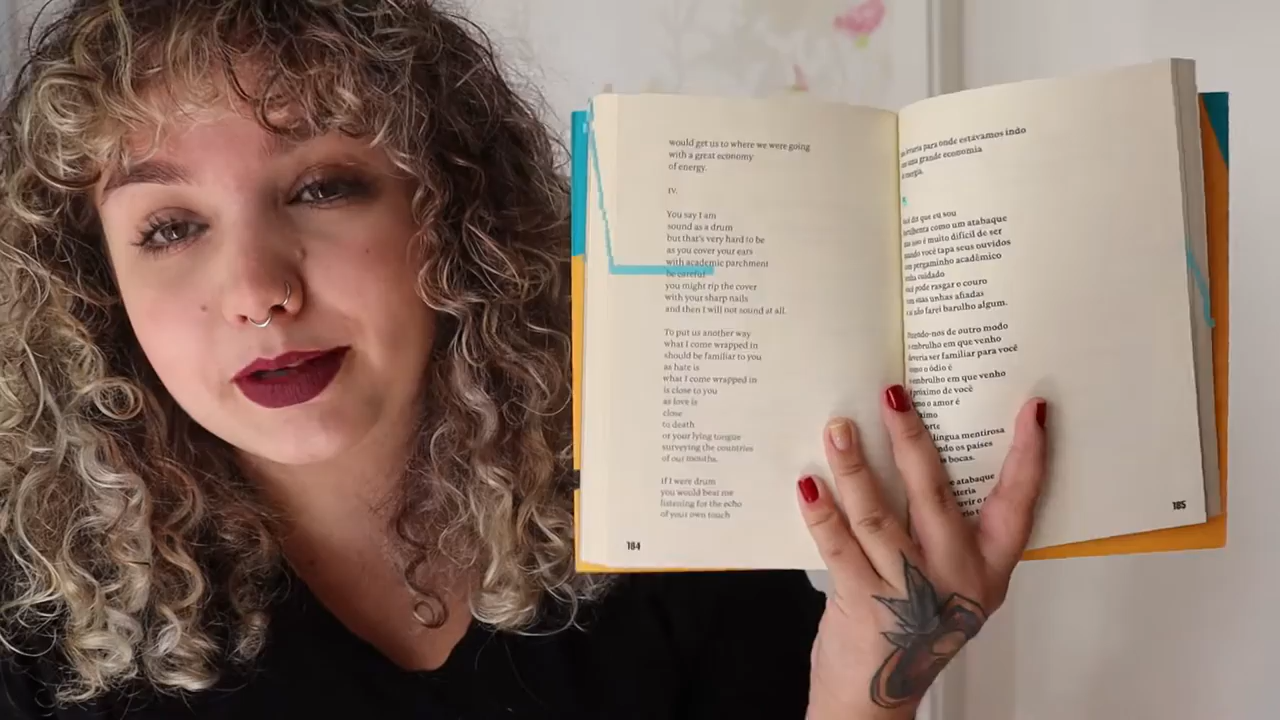 would get us to where we were going
with a great economy
of energy.
IV.
You say I am
sound as a drum
but that's very hard to be
as you cover your ears
with academic parchment
be careful
you might rip the cover
with your sharp nails
and then I will not sound at all.
To put us another way
what I come wrapped in
should be familiar to you
as hate is
what I come wrapped in
is close to you
as love is
close
to death
or your lying tongue
surveying the countries
of our mouths.
If I were drum
you would beat me
listening for the echo
of your own touch
184
para onde estávamos indo
uma grande economia
dit que eu sou
como um atabaque
isso é muito difícil de ser
você tapa seus ouvidos
pergaminho acadêmico
cuidado
pode rasgar o couro
suas unhas afiadas
não farei barulho algum.
de outro modo
embrulho em que venho
deveria ser familiar para você
como o ódio é
embrulho em que venho
próximo de você
o amor é
língua mentirosa
os países
bocas.
atabaque
185